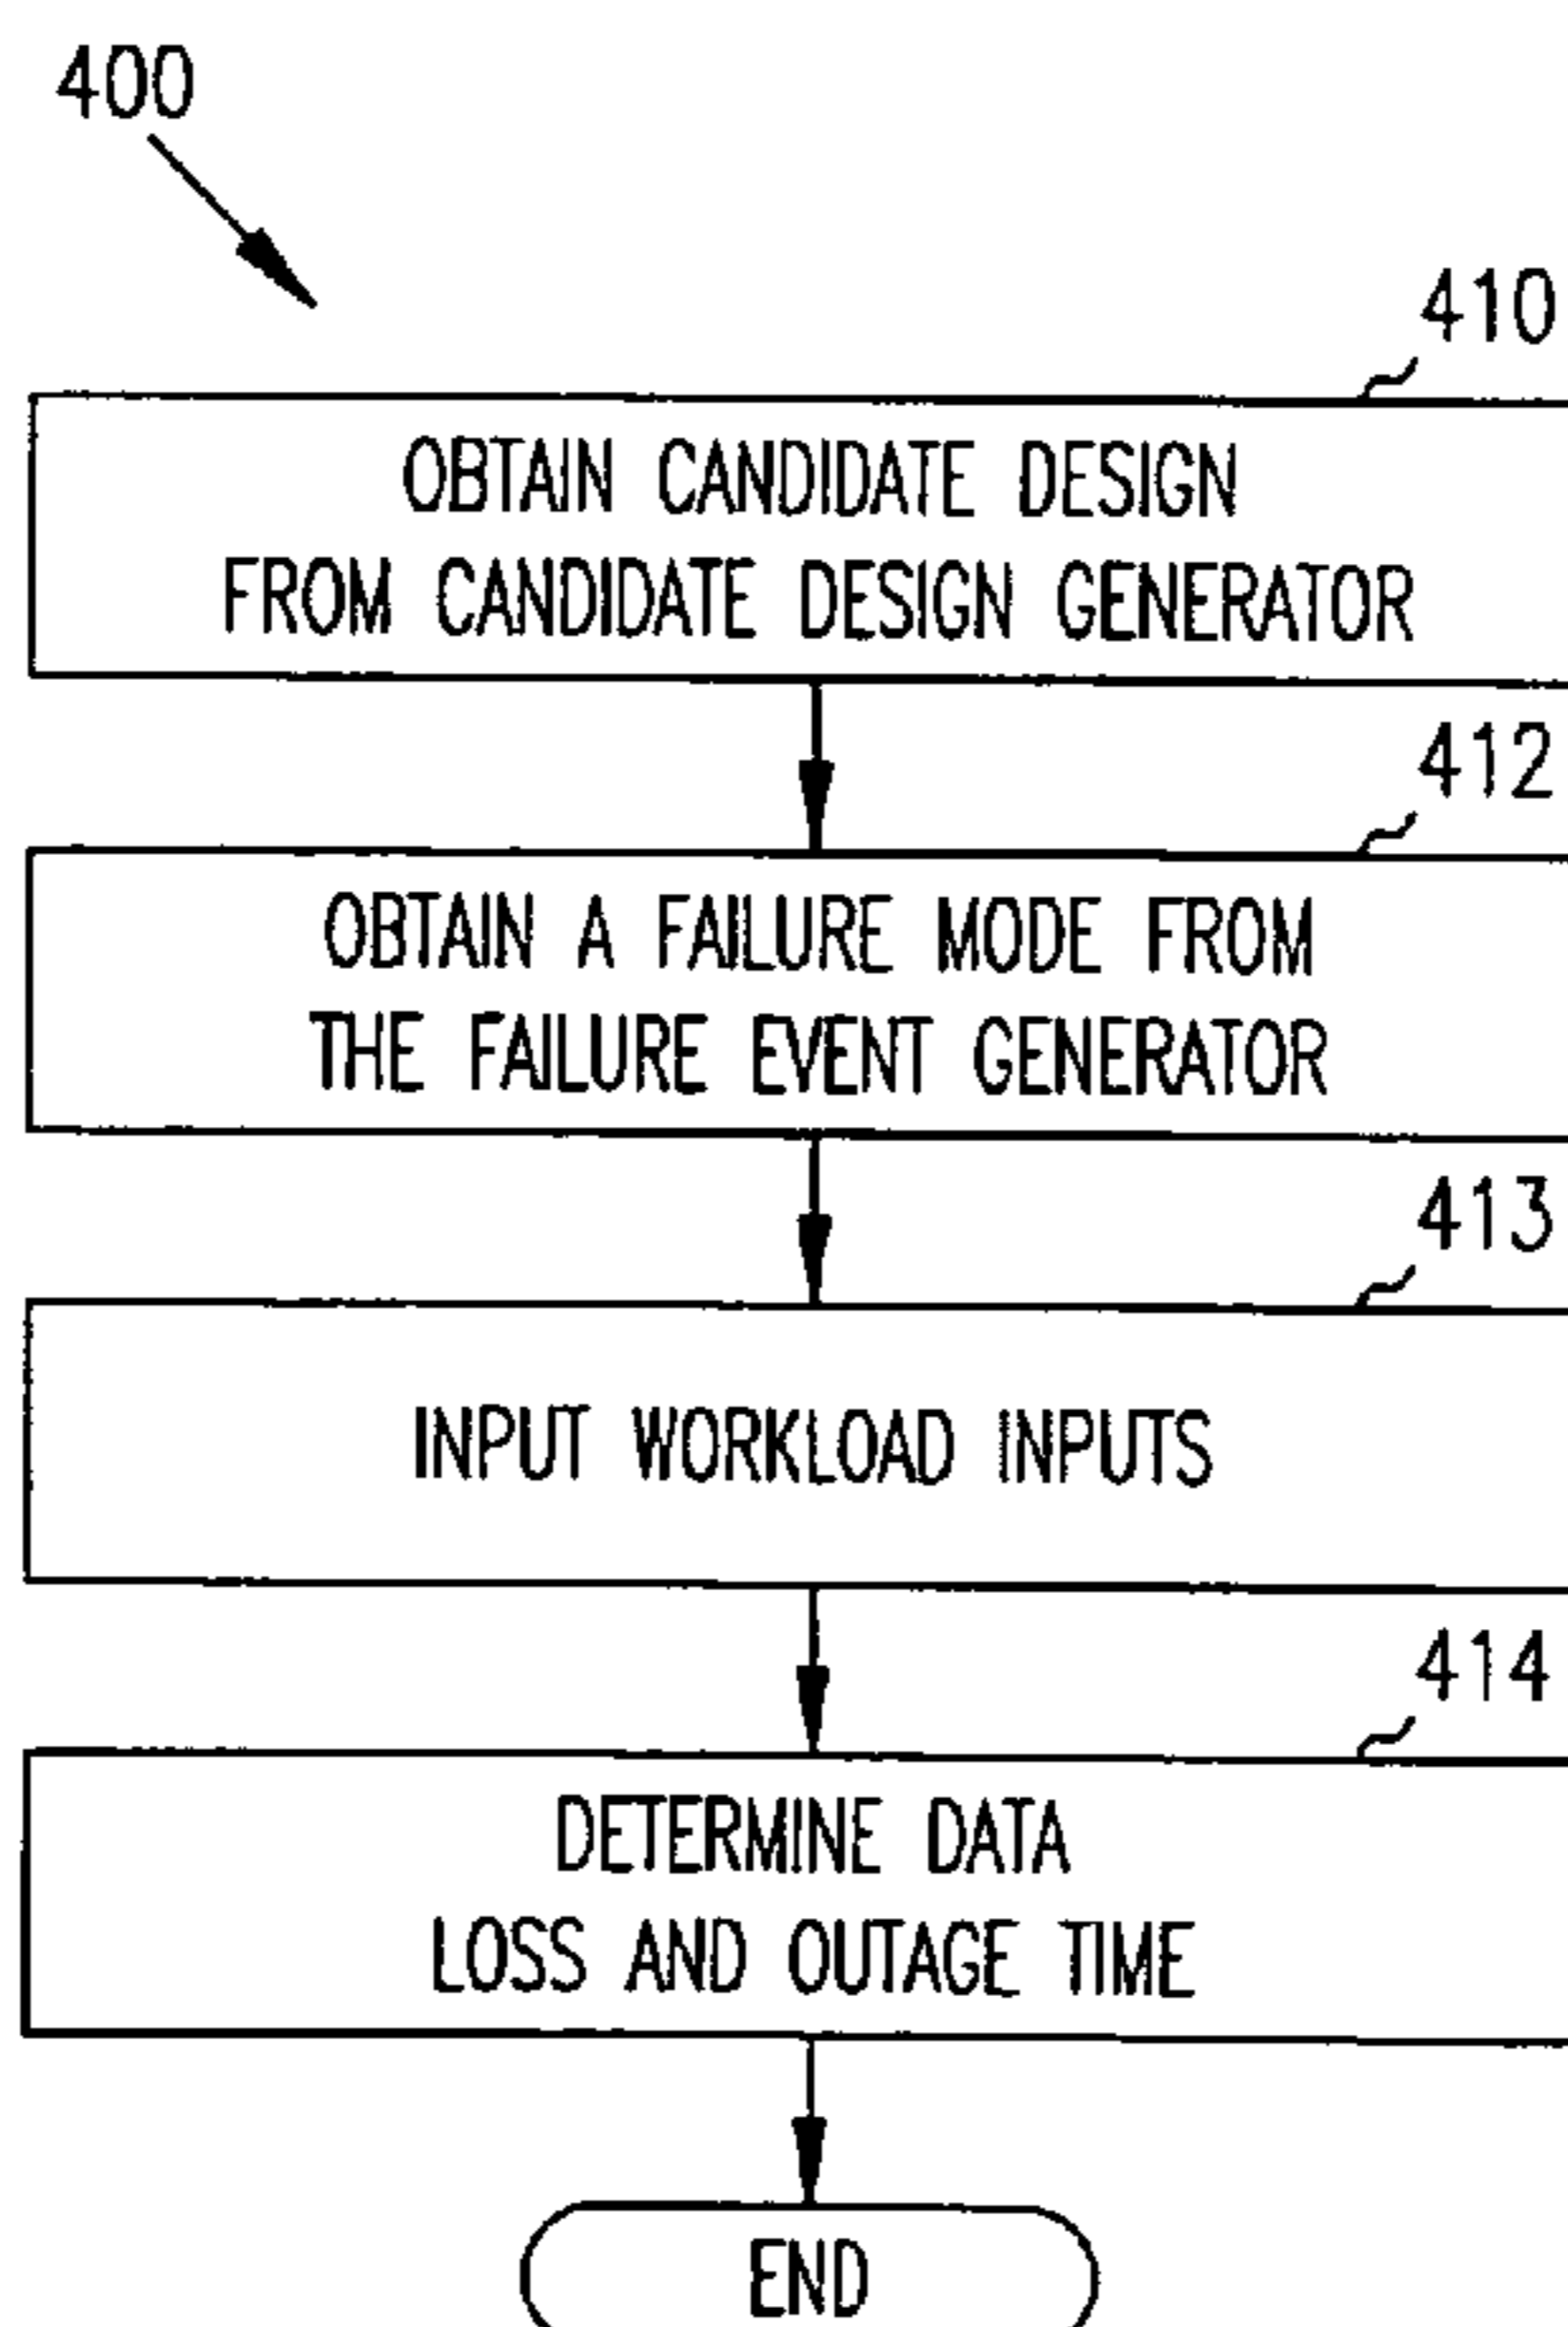 400
410
OBTAIN CANDIDATE DESIGN
FROM CANDIDATE DESIGN GENERATOR
412
OBTAIN A FAILURE MODE FROM
THE FAILURE EVENT GENERATOR
413
INPUT WORKLOAD INPUTS
414
DETERMINE DATA
LOSS AND OUTAGE TIME
END